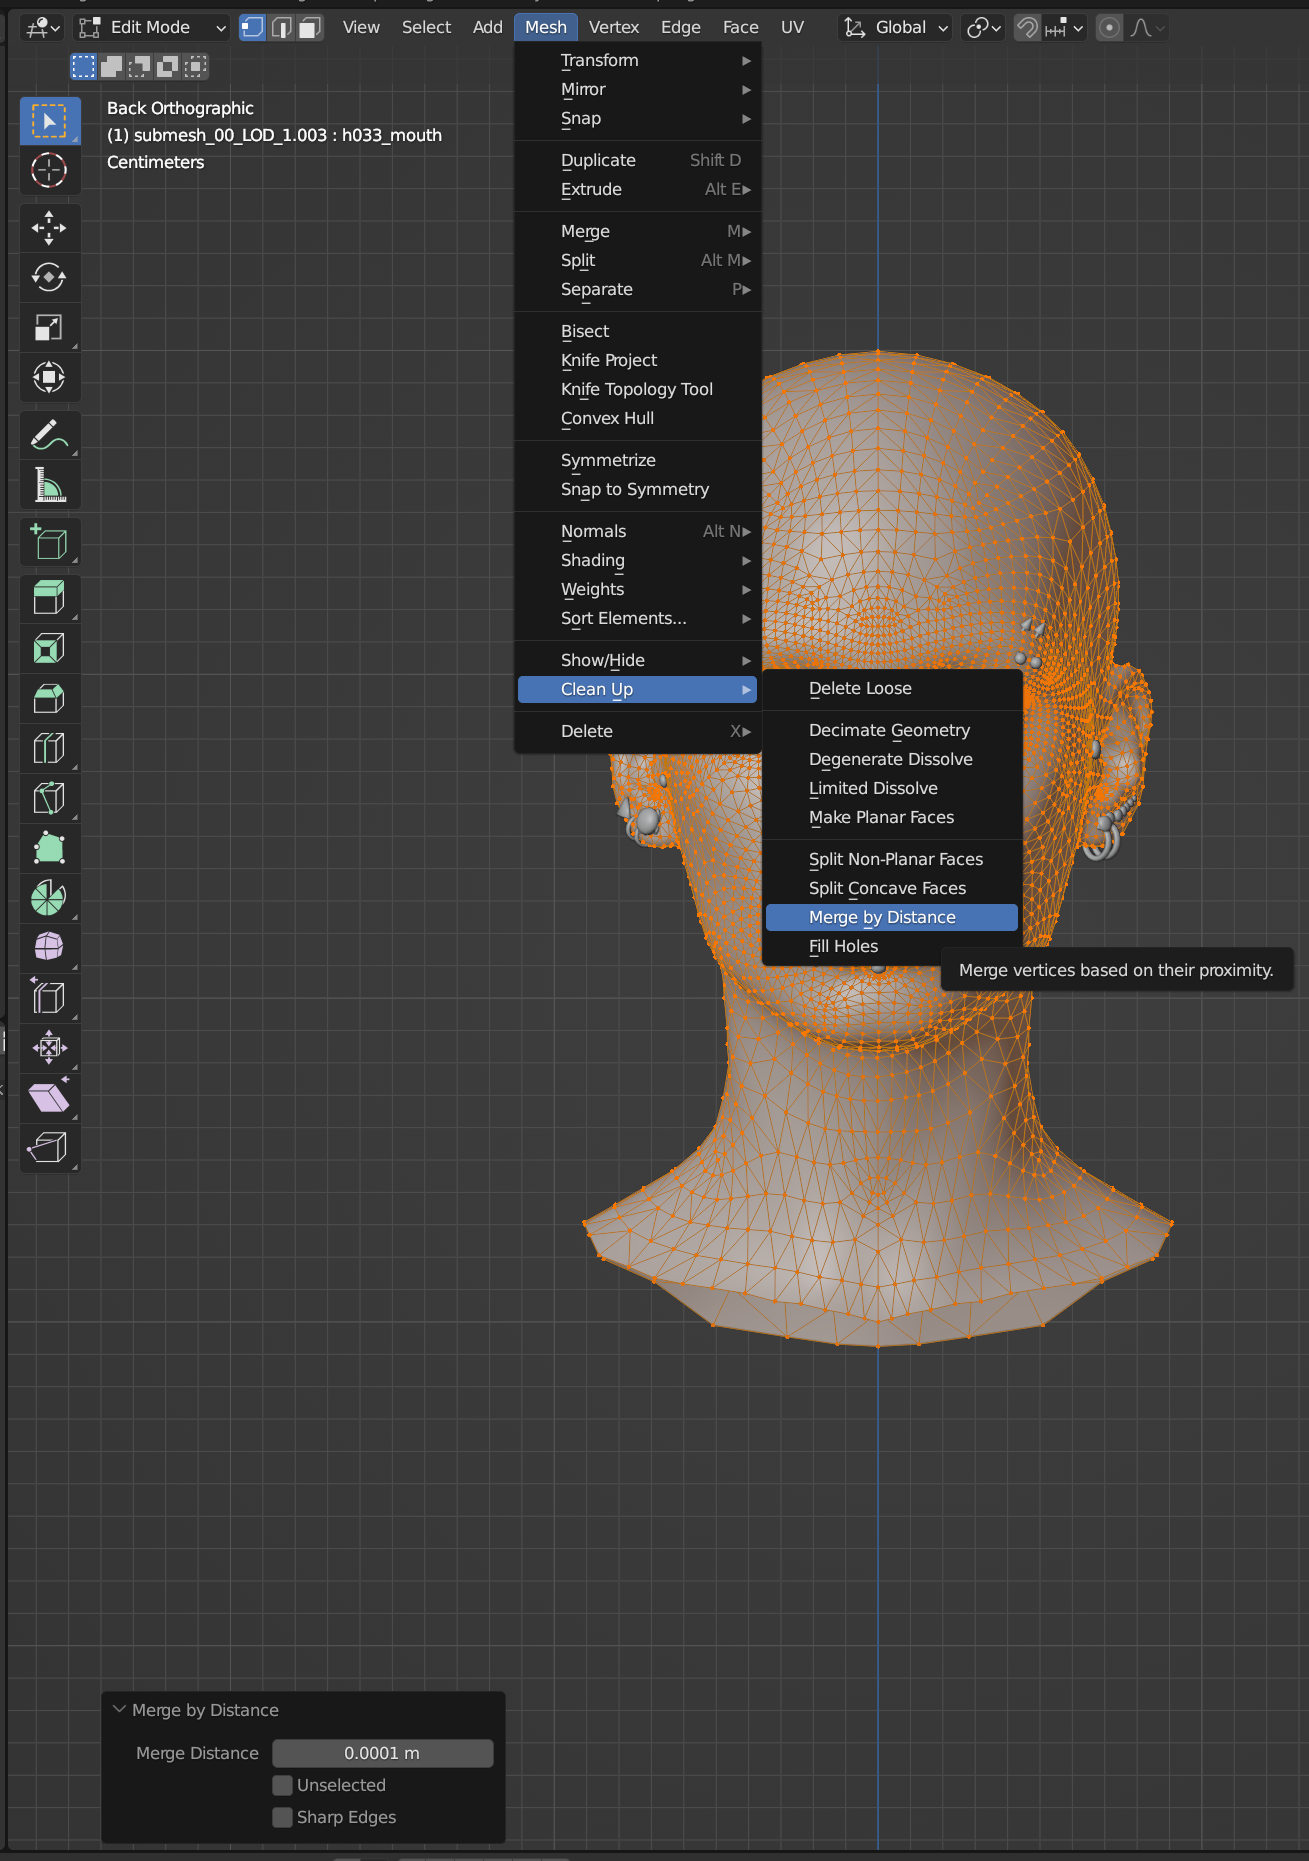 Edit Mode View Select Add Mesh Vertex Edge Face UV Global
Back Orthographic
(1) submesh_00_LOD_1.003 : h033_mouth
Centimeters
Transform
Mirror
Snap
Duplicate Shift D
Extrude Alt E
Merge M
Split Alt M
Separate P
Bisect
Knife Project
Knife Topology Tool
Convex Hull
Symmetrize
Snap to Symmetry
Normals Alt N
Shading
Weights
Sort Elements...
Show/Hide
Clean Up
Delete X
Delete Loose
Decimate Geometry
Degenerate Dissolve
Limited Dissolve
Make Planar Faces
Split Non-Planar Faces
Split Concave Faces
Merge by Distance
Fill Holes
Merge vertices based on their proximity.
Merge by Distance
Merge Distance 0.0001 m
Unselected
Sharp Edges